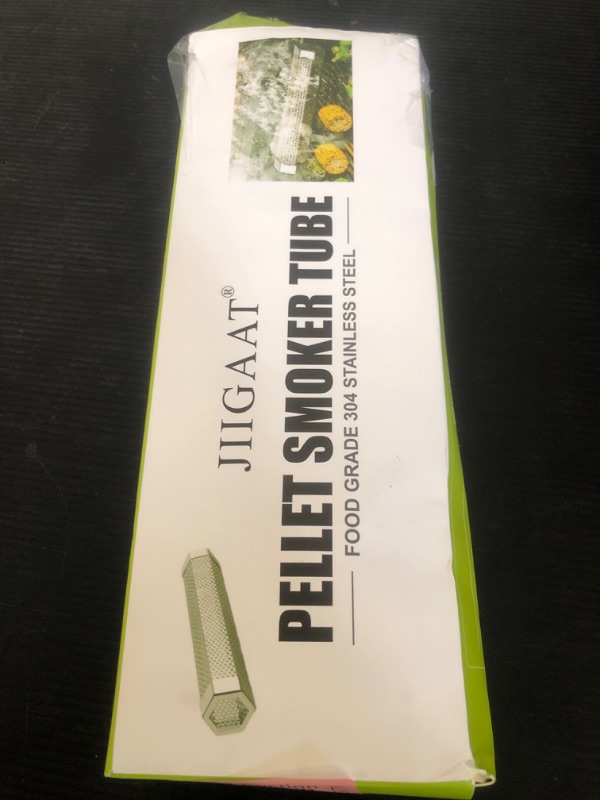 JIIGAAT®
PELLET SMOKER TUBE
FOOD GRADE 304 STAINLESS STEEL